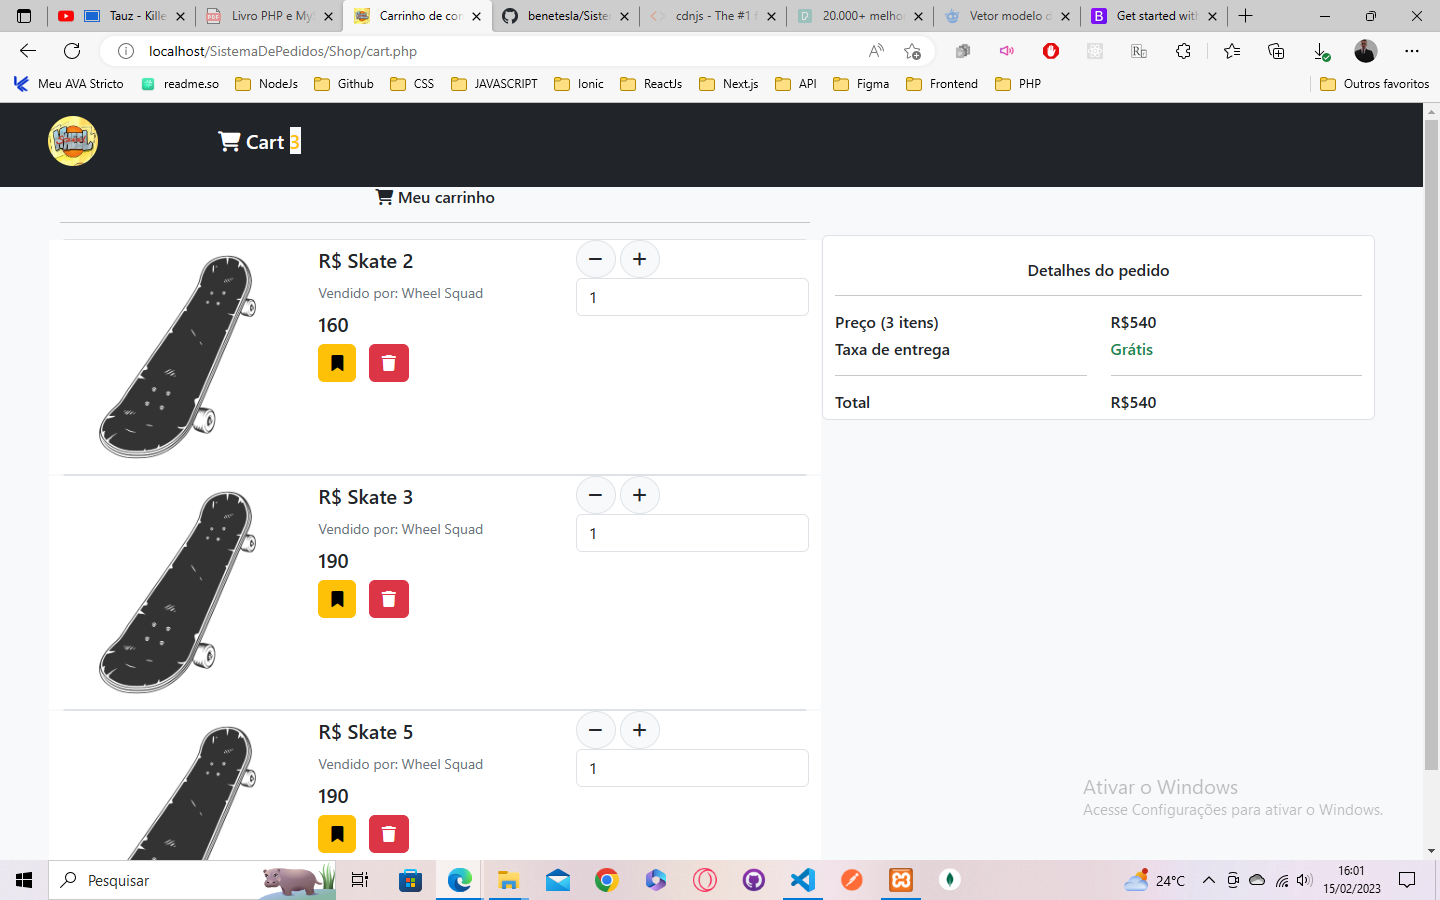 Tauz - Kille
Livro PHP e My
Carrinho de con
benetesla/Siste
cdnjs - The #1 f
20.000+ melhor
Vetor modelo d
Get started with
localhost/SistemaDePedidos/Shop/cart.php
Meu AVA Stricto
readme.so
NodeJs
Github
CSS
JAVASCRIPT
Ionic
ReactJs
Next.js
API
Figma
Frontend
PHP
Outros favoritos
WHEEL
Cart 3
Meu carrinho
R$ Skate 2
Vendido por: Wheel Squad
160
1
R$ Skate 3
Vendido por: Wheel Squad
190
1
R$ Skate 5
Vendido por: Wheel Squad
190
1
Detalhes do pedido
Preço (3 itens) R$540
Taxa de entrega Grátis
Total R$540
Ativar o Windows
Acesse Configurações para ativar o Windows.
Pesquisar
24°C
16:01
15/02/2023